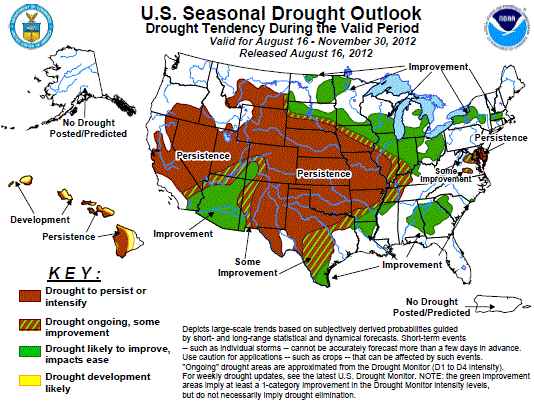 U.S. Seasonal Drought Outlook
Drought Tendency During the Valid Period
Valid for August 16 - November 30, 2012
Released August 16, 2012
NOAA
Improvement
No Drought
Posted/Predicted
Persistence
Persistence
Persistence
Some
Improvement
Development
Persistence
Improvement
Some
Improvement
Improvement
No Drought
Posted/Predicted
KEY:
Drought to persist or
intensify
Drought ongoing, some
improvement
Drought likely to improve,
impacts ease
Drought development
likely
Depicts large-scale trends based on subjectively derived probabilities guided
by short- and long-range statistical and dynamical forecasts. Short-term events
-- such as individual storms -- cannot be accurately forecast more than a few days in advance.
Use caution for applications -- such as crops -- that can be affected by such events.
"Ongoing" drought areas are approximated from the Drought Monitor (D1 to D4 intensity).
For weekly drought updates, see the latest U.S. Drought Monitor. NOTE: the green improvement
areas imply at least a 1-category improvement in the Drought Monitor intensity levels,
but do not necessarily imply drought elimination.